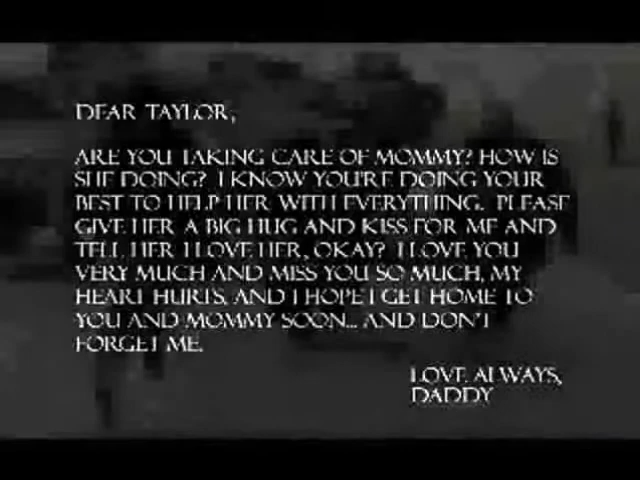 DEAR TAYLOR,
ARE YOU TAKING CARE OF MOMMY? HOW IS
SHE DOING? I KNOW YOU'RE DOING YOUR
BEST TO HELP HER WITH EVERYTHING. PLEASE
GIVE HER A BIG HUG AND KISS FOR ME AND
TELL HER I LOVE HER, OKAY? I LOVE YOU
VERY MUCH AND MISS YOU SO MUCH, MY
HEART HURTS. AND I HOPE I GET HOME TO
YOU AND MOMMY SOON... AND DON'T
FORGET ME.
LOVE ALWAYS,
DADDY